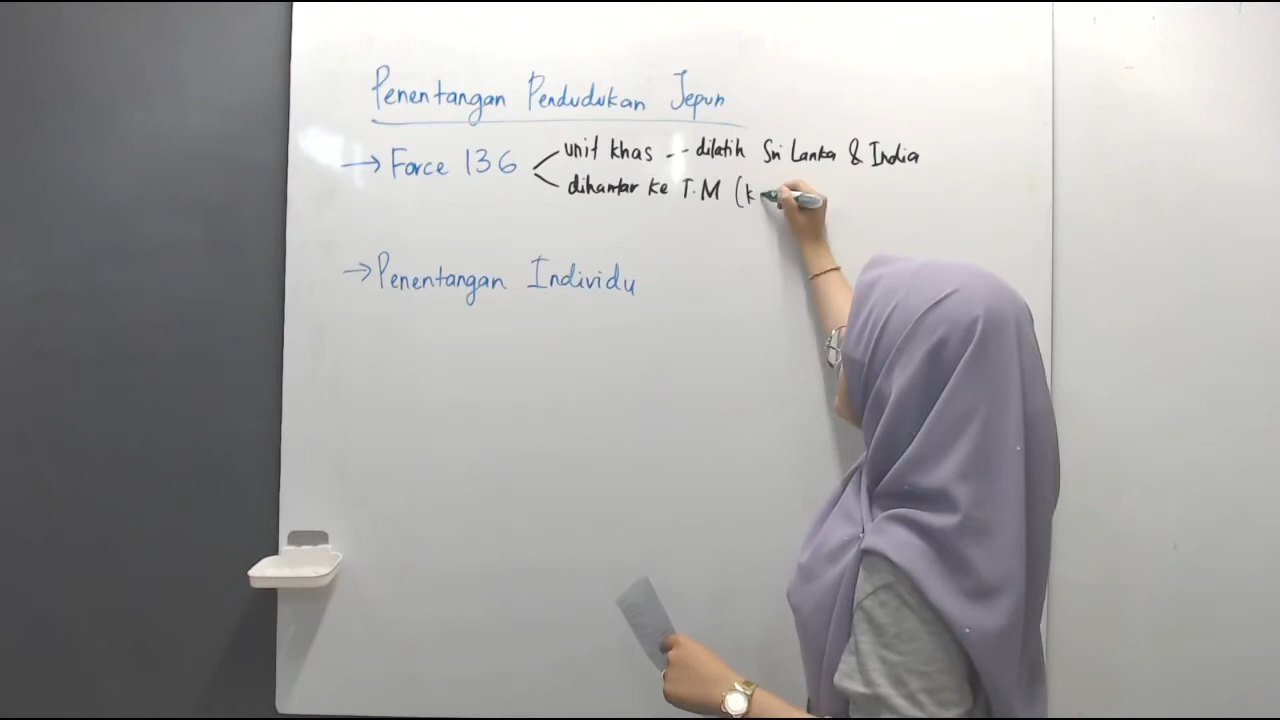 Penentangan Pendudukan Jepun
→ Force 136
unit khas -- dilatih Sri Lanka & India
dihantar ke T.M (k
→ Penentangan Individu